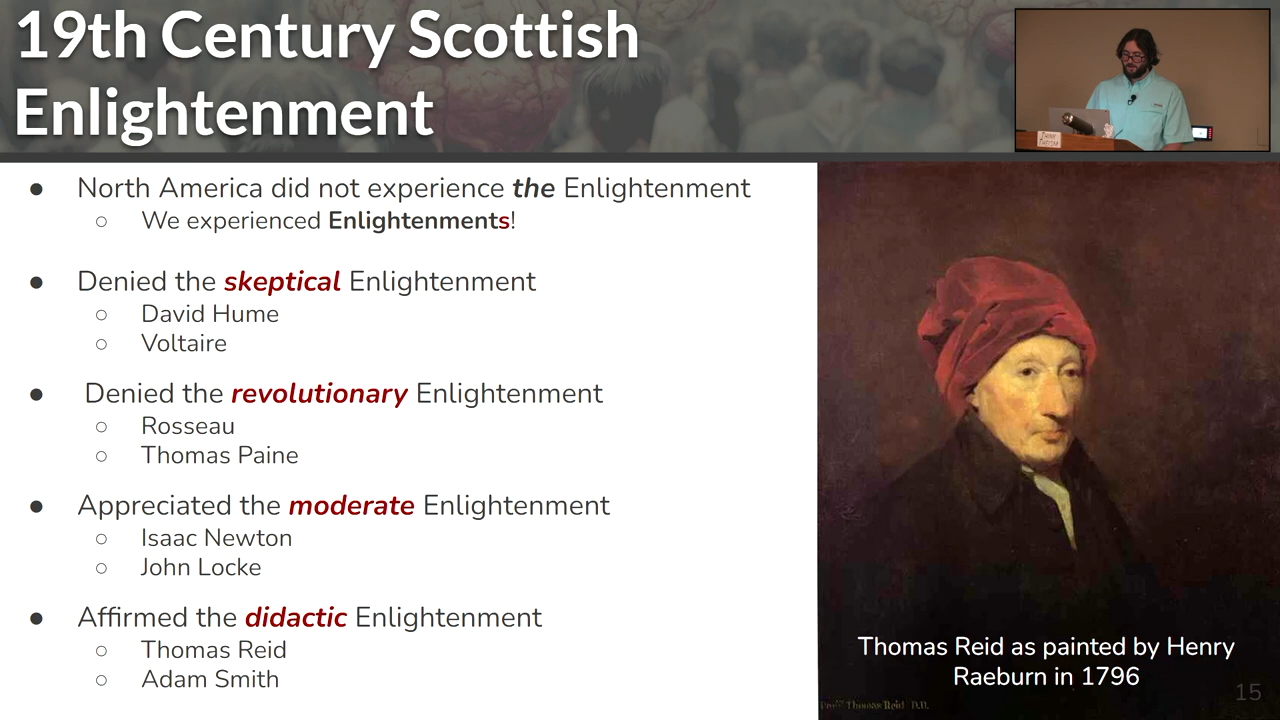 19th Century Scottish
Enlightenment
● North America did not experience the Enlightenment
○ We experienced Enlightenments!
● Denied the skeptical Enlightenment
○ David Hume
○ Voltaire
● Denied the revolutionary Enlightenment
○ Rosseau
○ Thomas Paine
● Appreciated the moderate Enlightenment
○ Isaac Newton
○ John Locke
● Affirmed the didactic Enlightenment
○ Thomas Reid
○ Adam Smith
Thomas Reid as painted by Henry
Raeburn in 1796
15
Thomas Reid D.D.